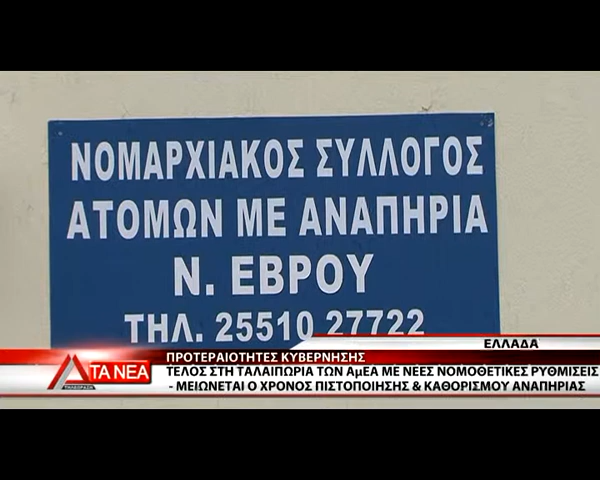 ΝΟΜΑΡΧΙΑΚΟΣ ΣΥΛΛΟΓΟΣ
ΑΤΟΜΩΝ ΜΕ ΑΝΑΠΗΡΙΑ
Ν. ΕΒΡΟΥ
ΤΗΛ. 25510 27722
ΕΛΛΑΔΑ
ΠΡΟΤΕΡΑΙΟΤΗΤΕΣ ΚΥΒΕΡΝΗΣΗΣ
ΤΑ ΝΕΑ
ΤΕΛΟΣ ΣΤΗ ΤΑΛΑΙΠΩΡΙΑ ΤΩΝ ΑμΕΑ ΜΕ ΝΕΕΣ ΝΟΜΟΘΕΤΙΚΕΣ ΡΥΘΜΙΣΕΙΣ
- ΜΕΙΩΝΕΤΑΙ Ο ΧΡΟΝΟΣ ΠΙΣΤΟΠΟΙΗΣΗΣ & ΚΑΘΟΡΙΣΜΟΥ ΑΝΑΠΗΡΙΑΣ